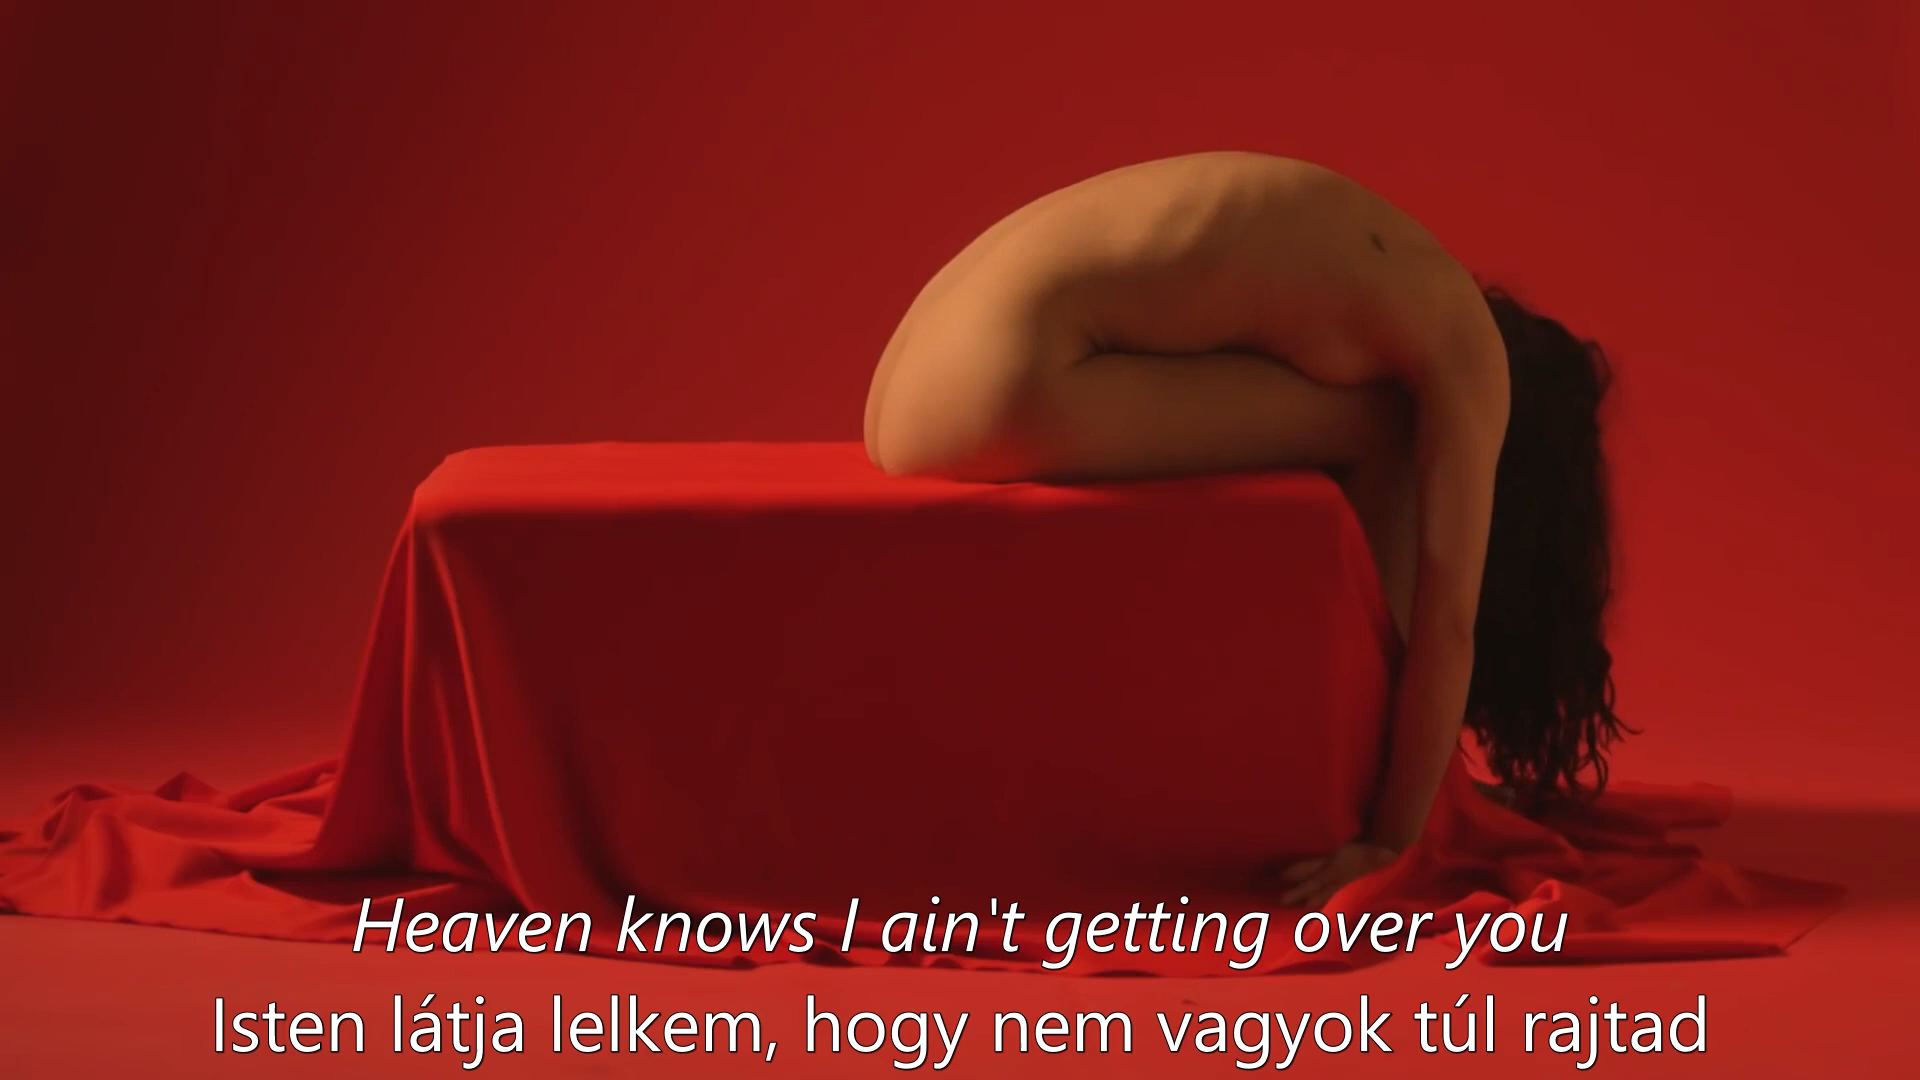 Heaven knows I ain't getting over you
Isten látja lelkem, hogy nem vagyok túl rajtad